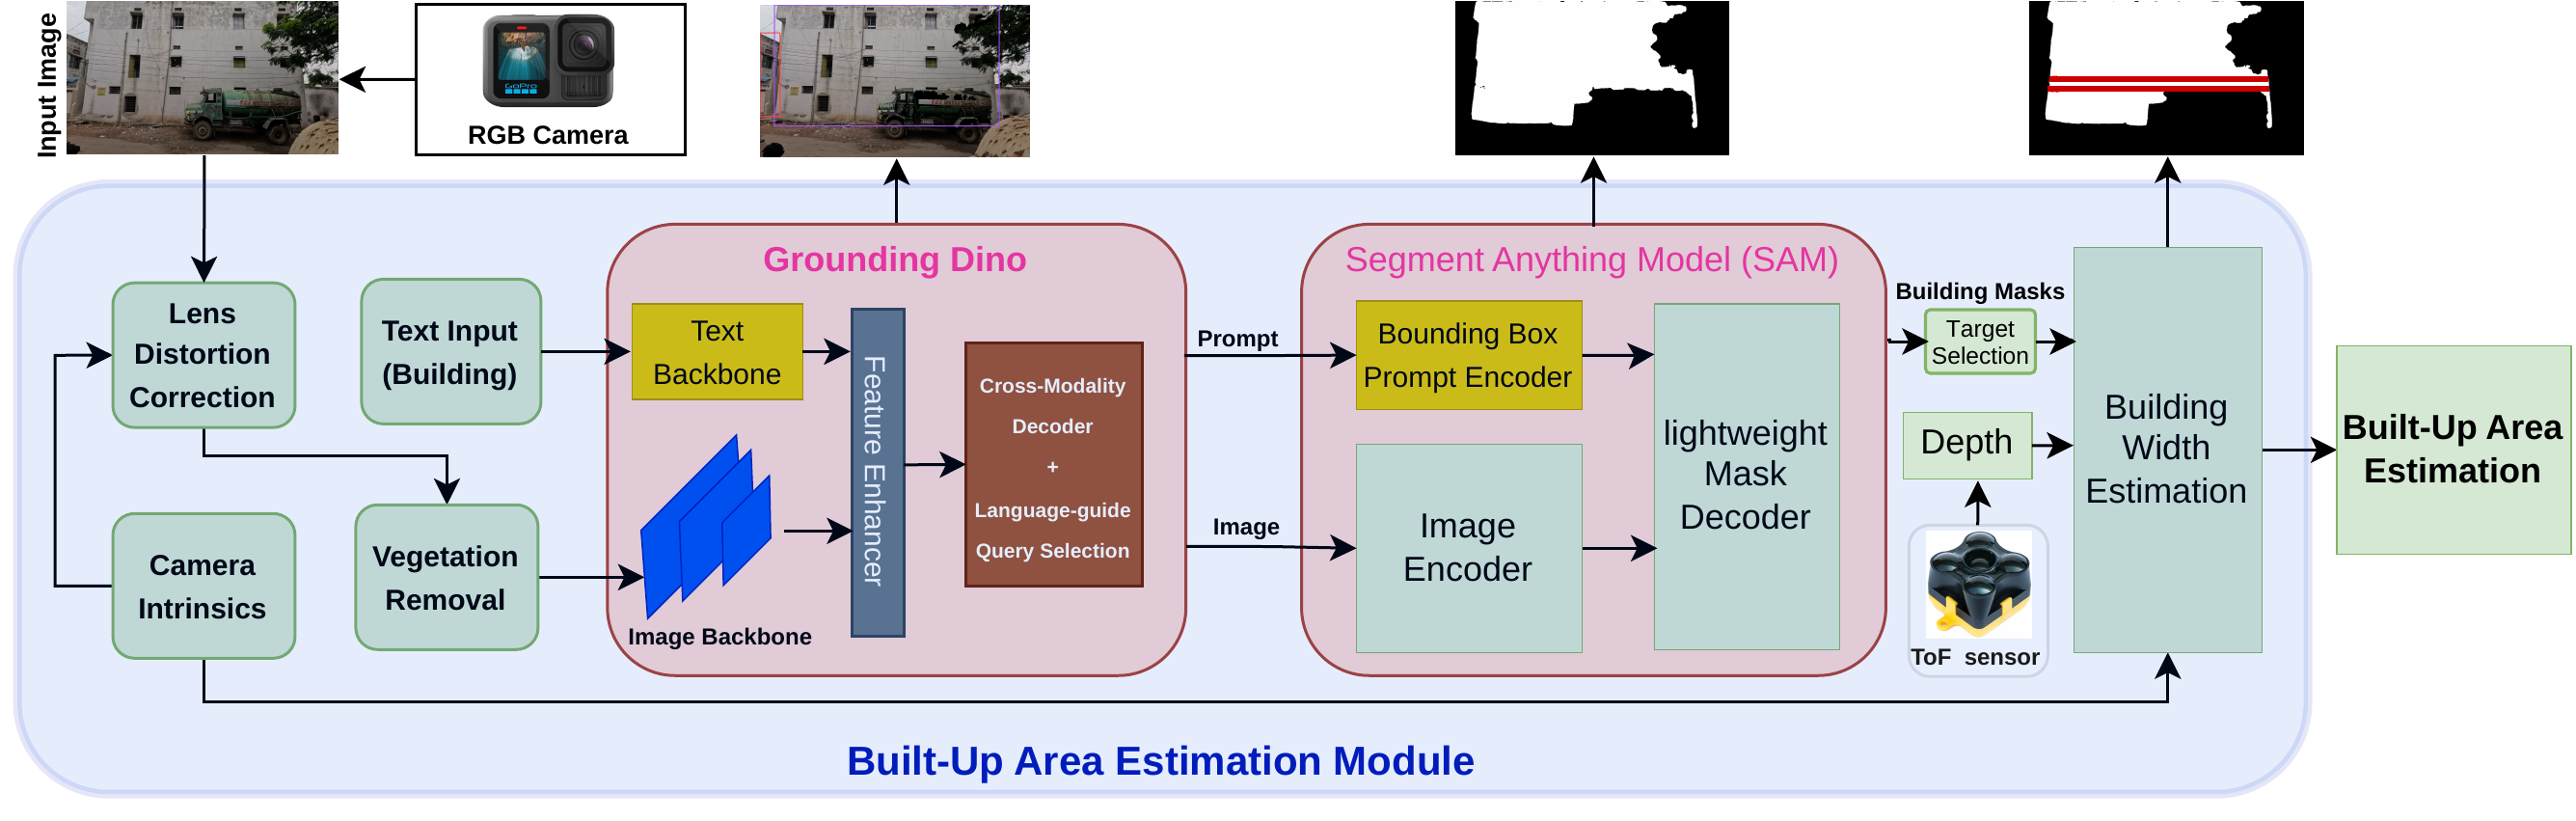 Input Image
GoPro
RGB Camera
Grounding Dino
Segment Anything Model (SAM)
Lens
Distortion
Correction
Text Input
(Building)
Text
Backbone
Feature Enhancer
Cross-Modality
Decoder
+
Language-guide
Query Selection
Prompt
Image
Bounding Box
Prompt Encoder
Image
Encoder
lightweight
Mask
Decoder
Building Masks
Target
Selection
Depth
ToF sensor
Building
Width
Estimation
Built-Up Area
Estimation
Camera
Intrinsics
Vegetation
Removal
Image Backbone
Built-Up Area Estimation Module